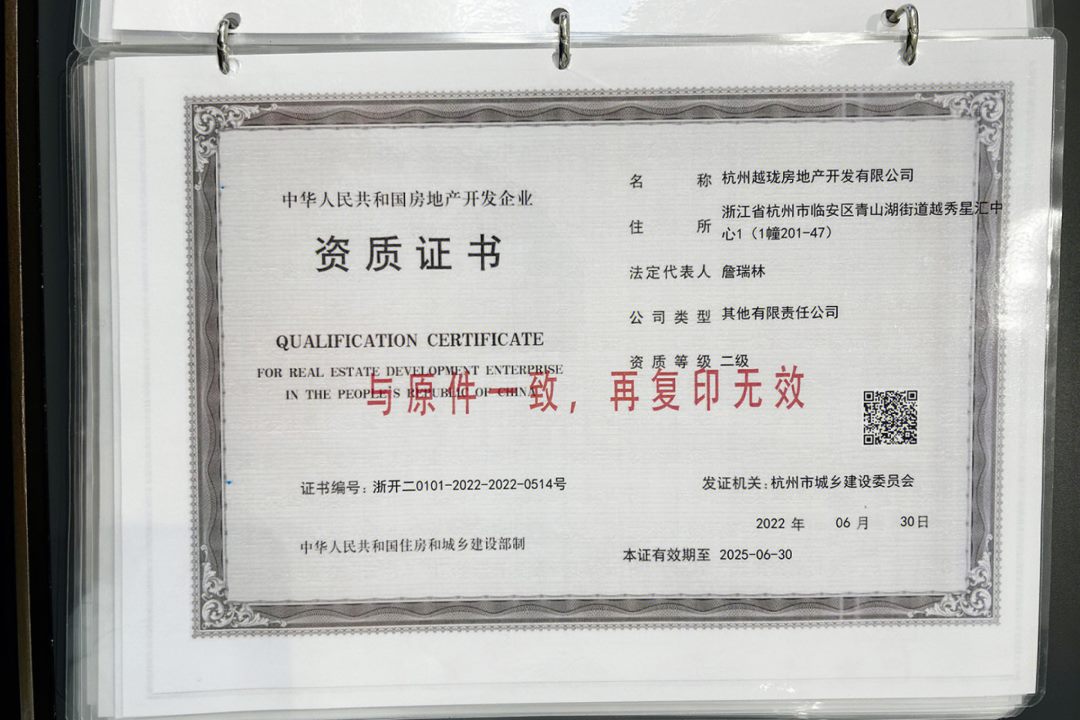 中华人民共和国房地产开发企业
资质证书
QUALIFICATION CERTIFICATE
FOR REAL ESTATE DEVELOPMENT ENTERPRISE
IN THE PEOPLE'S REPUBLIC OF CHINA
证书编号: 浙开二0101-2022-2022-0514号
中华人民共和国住房和城乡建设部制
名 称 杭州越珑房地产开发有限公司
住 所 浙江省杭州市临安区青山湖街道越秀星汇中
心1（1幢201-47）
法定代表人 詹瑞林
公司类型 其他有限责任公司
资质等级 二级
与原件一致，再复印无效
发证机关: 杭州市城乡建设委员会
2022 年 06 月 30日
本证有效期至 2025-06-30